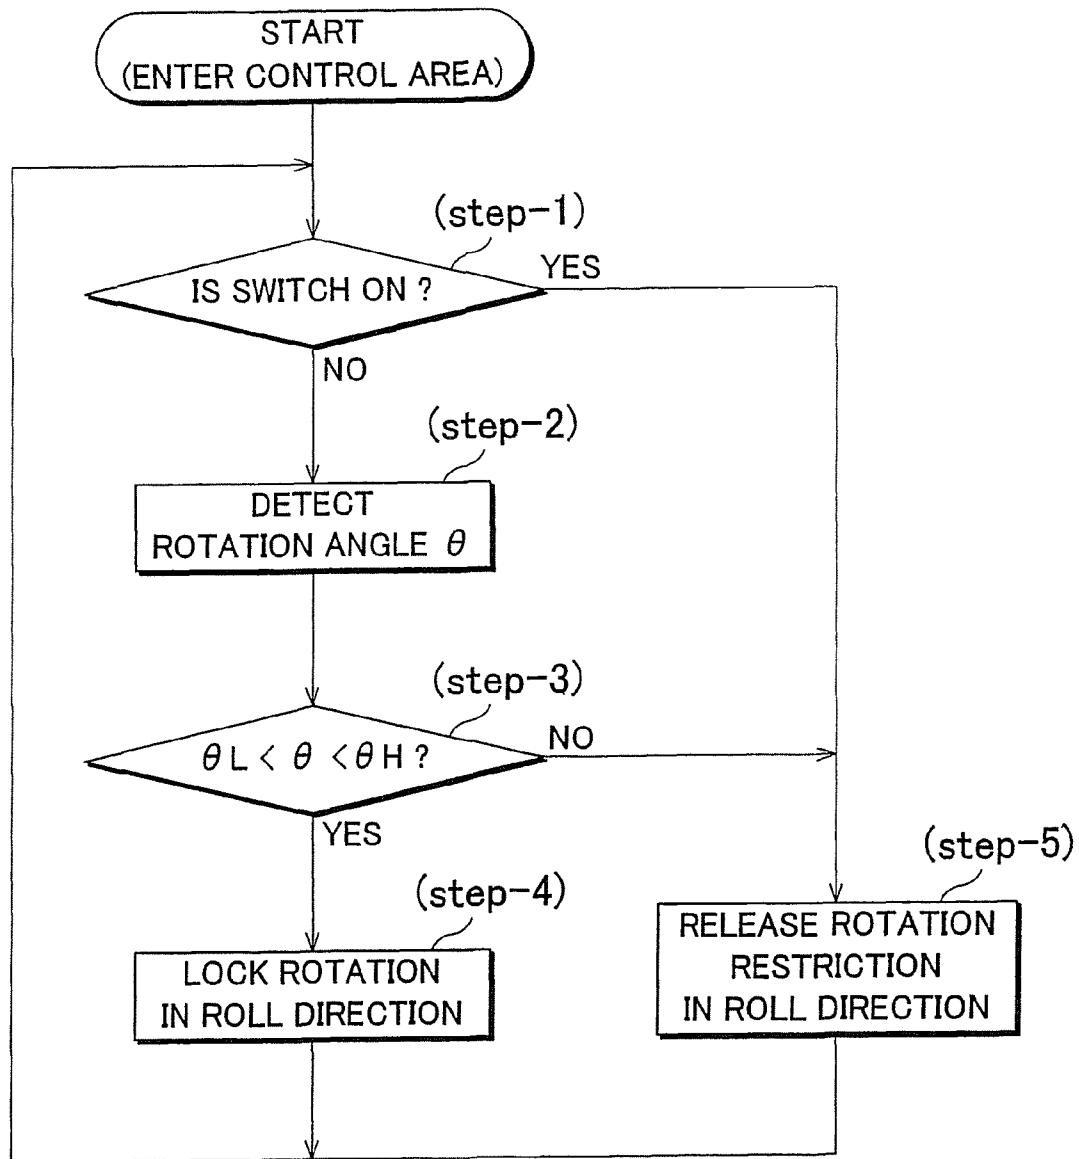 START
(ENTER CONTROL AREA)
(step-1)
IS SWITCH ON ?
YES
NO
(step-2)
DETECT
ROTATION ANGLE θ
(step-3)
θL < θ <θH ?
NO
YES
(step-4)
LOCK ROTATION
IN ROLL DIRECTION
(step-5)
RELEASE ROTATION
RESTRICTION
IN ROLL DIRECTION